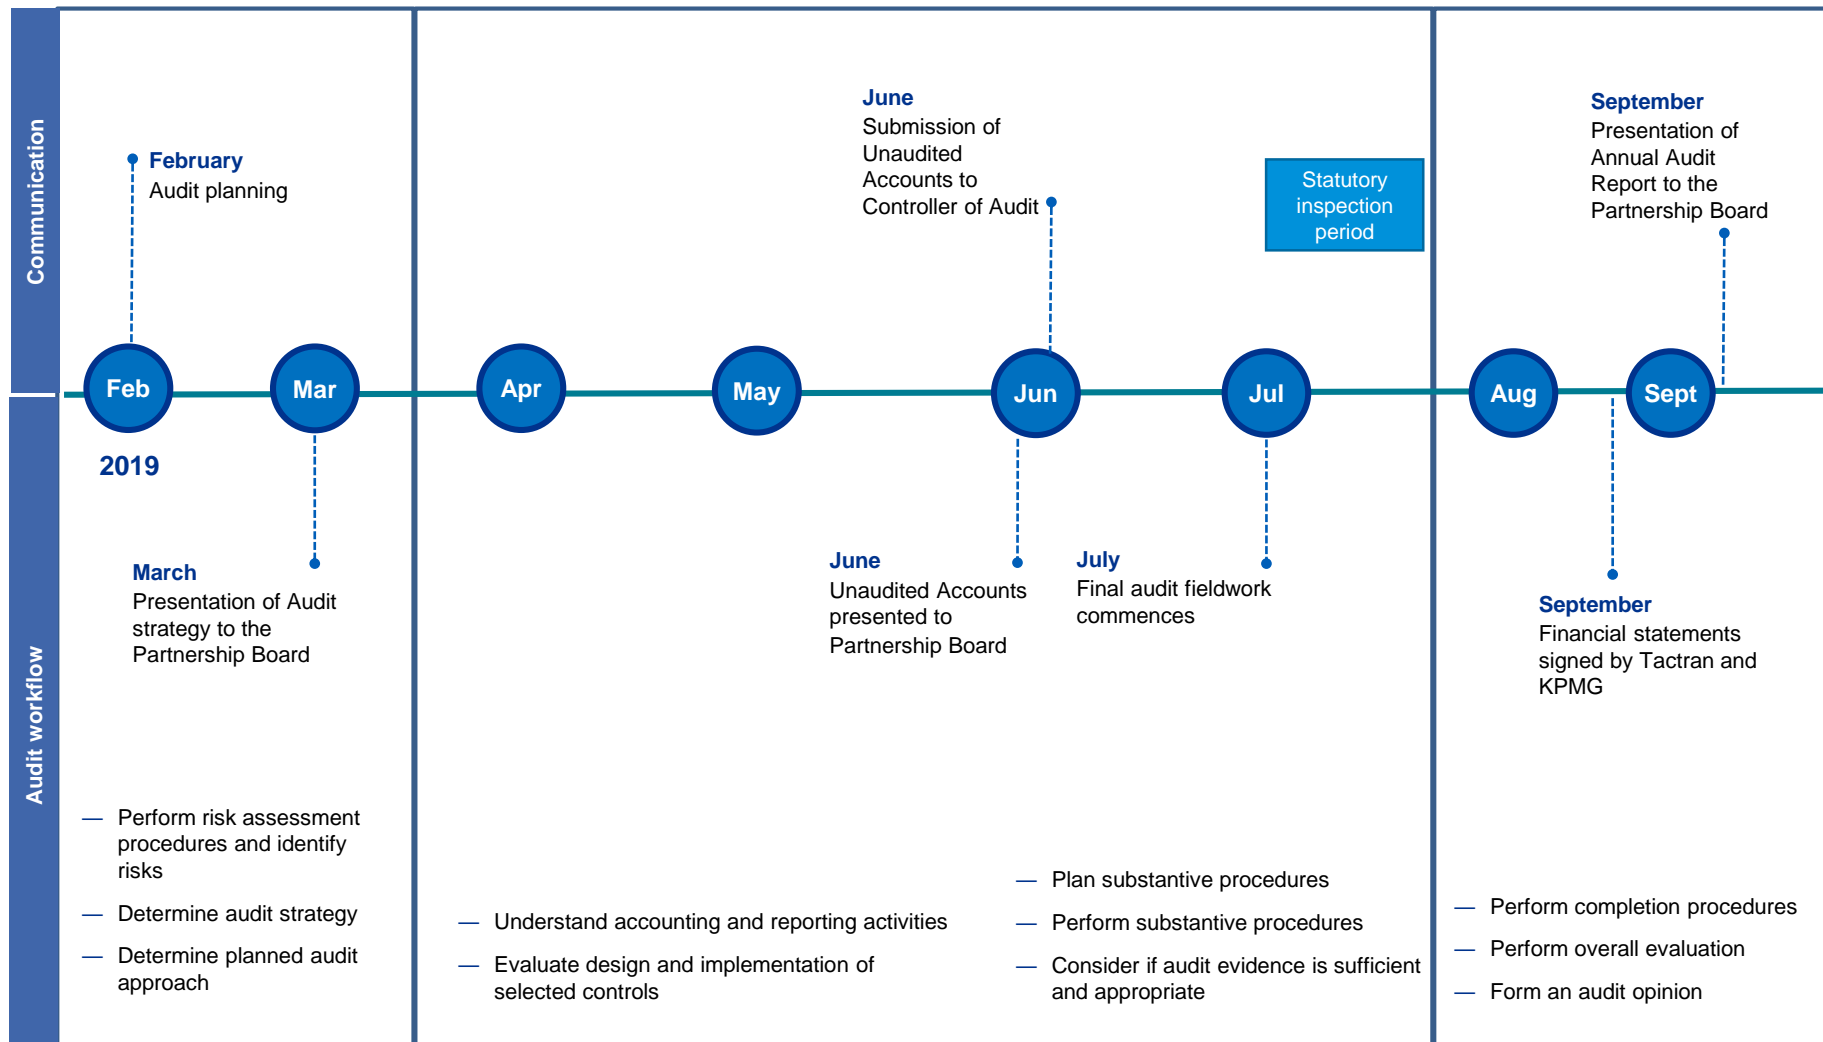 Communication
February
Audit planning
June
Submission of
Unaudited
Accounts to
Controller of Audit
Statutory
inspection
period
September
Presentation of
Annual Audit
Report to the
Partnership Board
Feb
Mar
Apr
May
Jun
Jul
Aug
Sept
2019
Audit workflow
March
Presentation of Audit
strategy to the
Partnership Board
June
Unaudited Accounts
presented to
Partnership Board
July
Final audit fieldwork
commences
September
Financial statements
signed by Tactran and
KPMG
— Perform risk assessment
procedures and identify
risks
— Determine audit strategy
— Determine planned audit
approach
— Understand accounting and reporting activities
— Evaluate design and implementation of
selected controls
— Plan substantive procedures
— Perform substantive procedures
— Consider if audit evidence is sufficient
and appropriate
— Perform completion procedures
— Perform overall evaluation
— Form an audit opinion